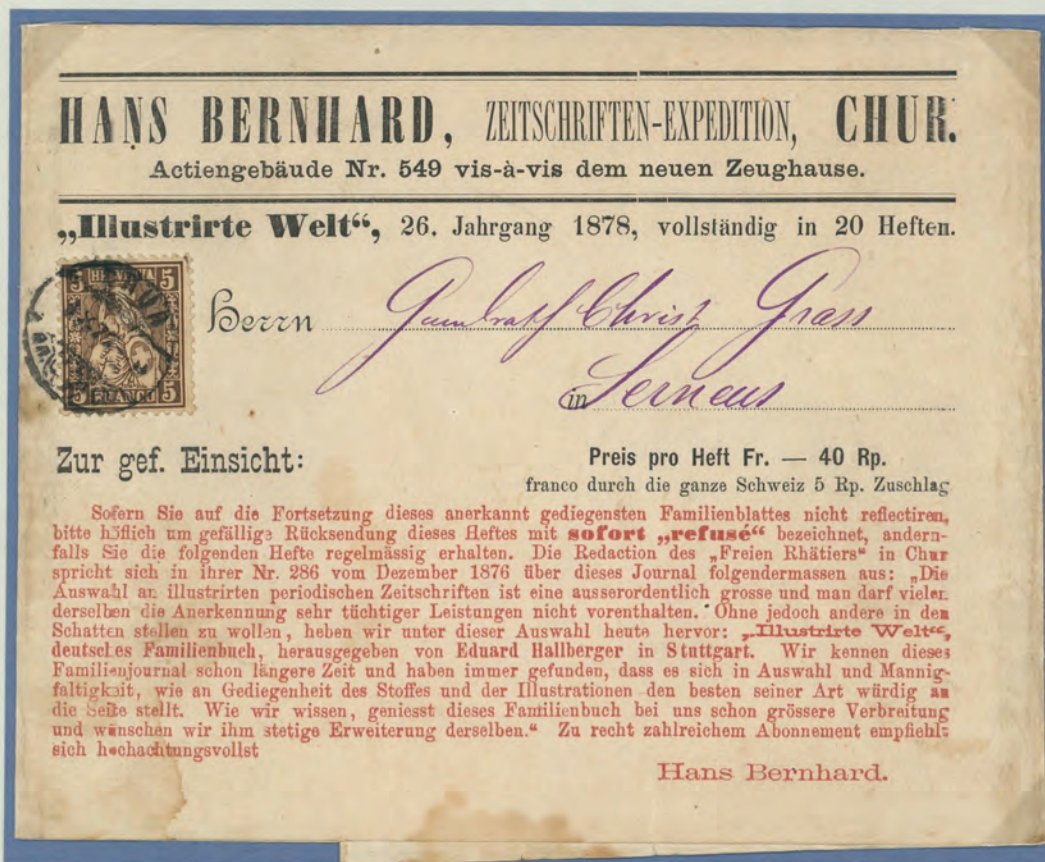 HANS BERNHARD, ZEITSCHRIFTEN-EXPEDITION, CHUR.
Actiengebäude Nr. 549 vis-à-vis dem neuen Zeughause.
„Illustrirte Welt“, 26. Jahrgang 1878, vollständig in 20 Heften.
5 HELVETIA 5
5 FRANCO 5
Herrn Christ Grass
in Serneus
Zur gef. Einsicht:
Preis pro Heft Fr. — 40 Rp.
franco durch die ganze Schweiz 5 Rp. Zuschlag
Sofern Sie auf die Fortsetzung dieses anerkannt gediegensten Familienblattes nicht reflectiren,
bitte höflich um gefällige Rücksendung dieses Heftes mit sofort „refusé“ bezeichnet, andern-
falls Sie die folgenden Hefte regelmässig erhalten. Die Redaction des „Freien Rhätiers“ in Chur
spricht sich in ihrer Nr. 286 vom Dezember 1876 über dieses Journal folgendermassen aus: „Die
Auswahl an illustrirten periodischen Zeitschriften ist eine ausserordentlich grosse und man darf vielen
derselben die Anerkennung sehr tüchtiger Leistungen nicht vorenthalten. Ohne jedoch andere in den
Schatten stellen zu wollen, heben wir unter dieser Auswahl heute hervor: „Illustrirte Welt“,
deutsches Familienbuch, herausgegeben von Eduard Hallberger in Stuttgart. Wir kennen dieses
Familienjournal schon längere Zeit und haben immer gefunden, dass es sich in Auswahl und Mannig-
faltigkeit, wie an Gediegenheit des Stoffes und der Illustrationen den besten seiner Art würdig an
die Seite stellt. Wie wir wissen, geniesst dieses Familienbuch bei uns schon grössere Verbreitung
und wünschen wir ihm stetige Erweiterung derselben.“ Zu recht zahlreichem Abonnement empfiehlt
sich hochachtungsvollst
Hans Bernhard.